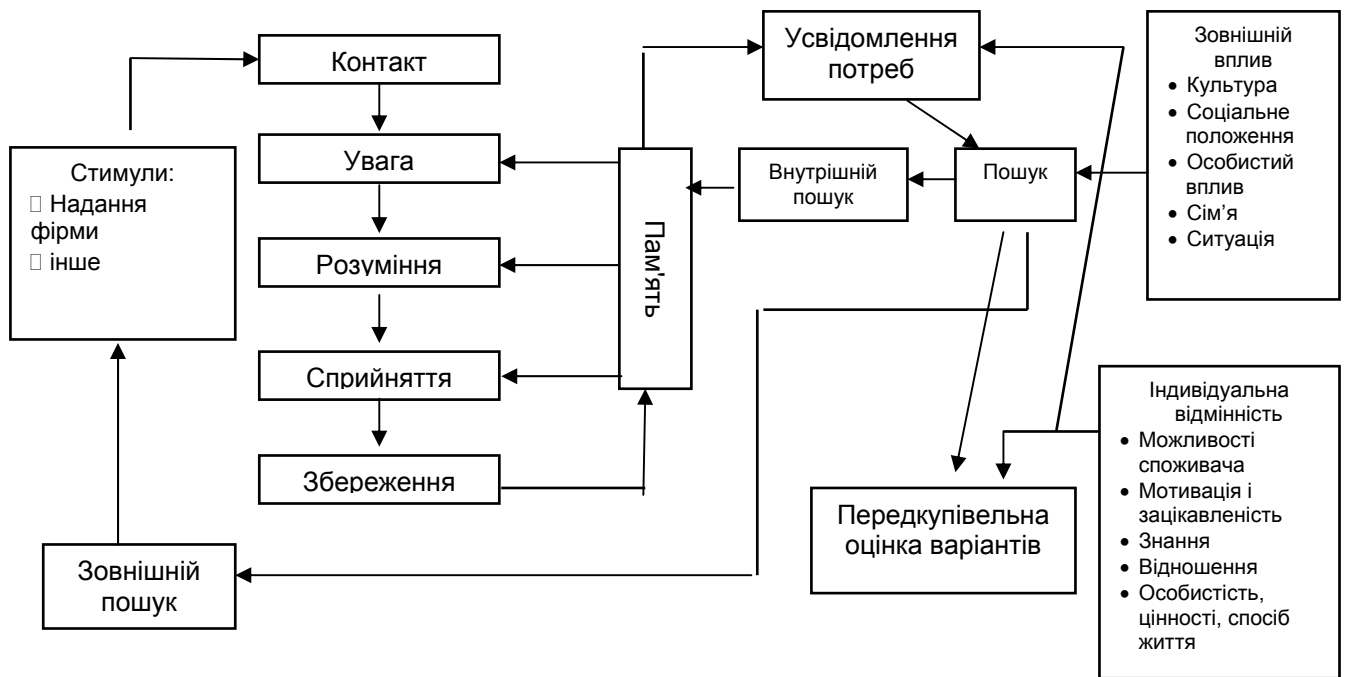 Контакт
Увага
Розуміння
Сприйняття
Збереження
Стимули:
Надання
фірми
інше
Зовнішній
пошук
Пам'ять
Усвідомлення
потреб
Внутрішній
пошук
Пошук
Передкупівельна
оцінка варіантів
Зовнішній
вплив
• Культура
• Соціальне
положення
• Особистий
вплив
• Сім’я
• Ситуація
Індивідуальна
відмінність
• Можливості
споживача
• Мотивація і
зацікавленість
• Знання
• Відношення
• Особистість,
цінності, спосіб
життя